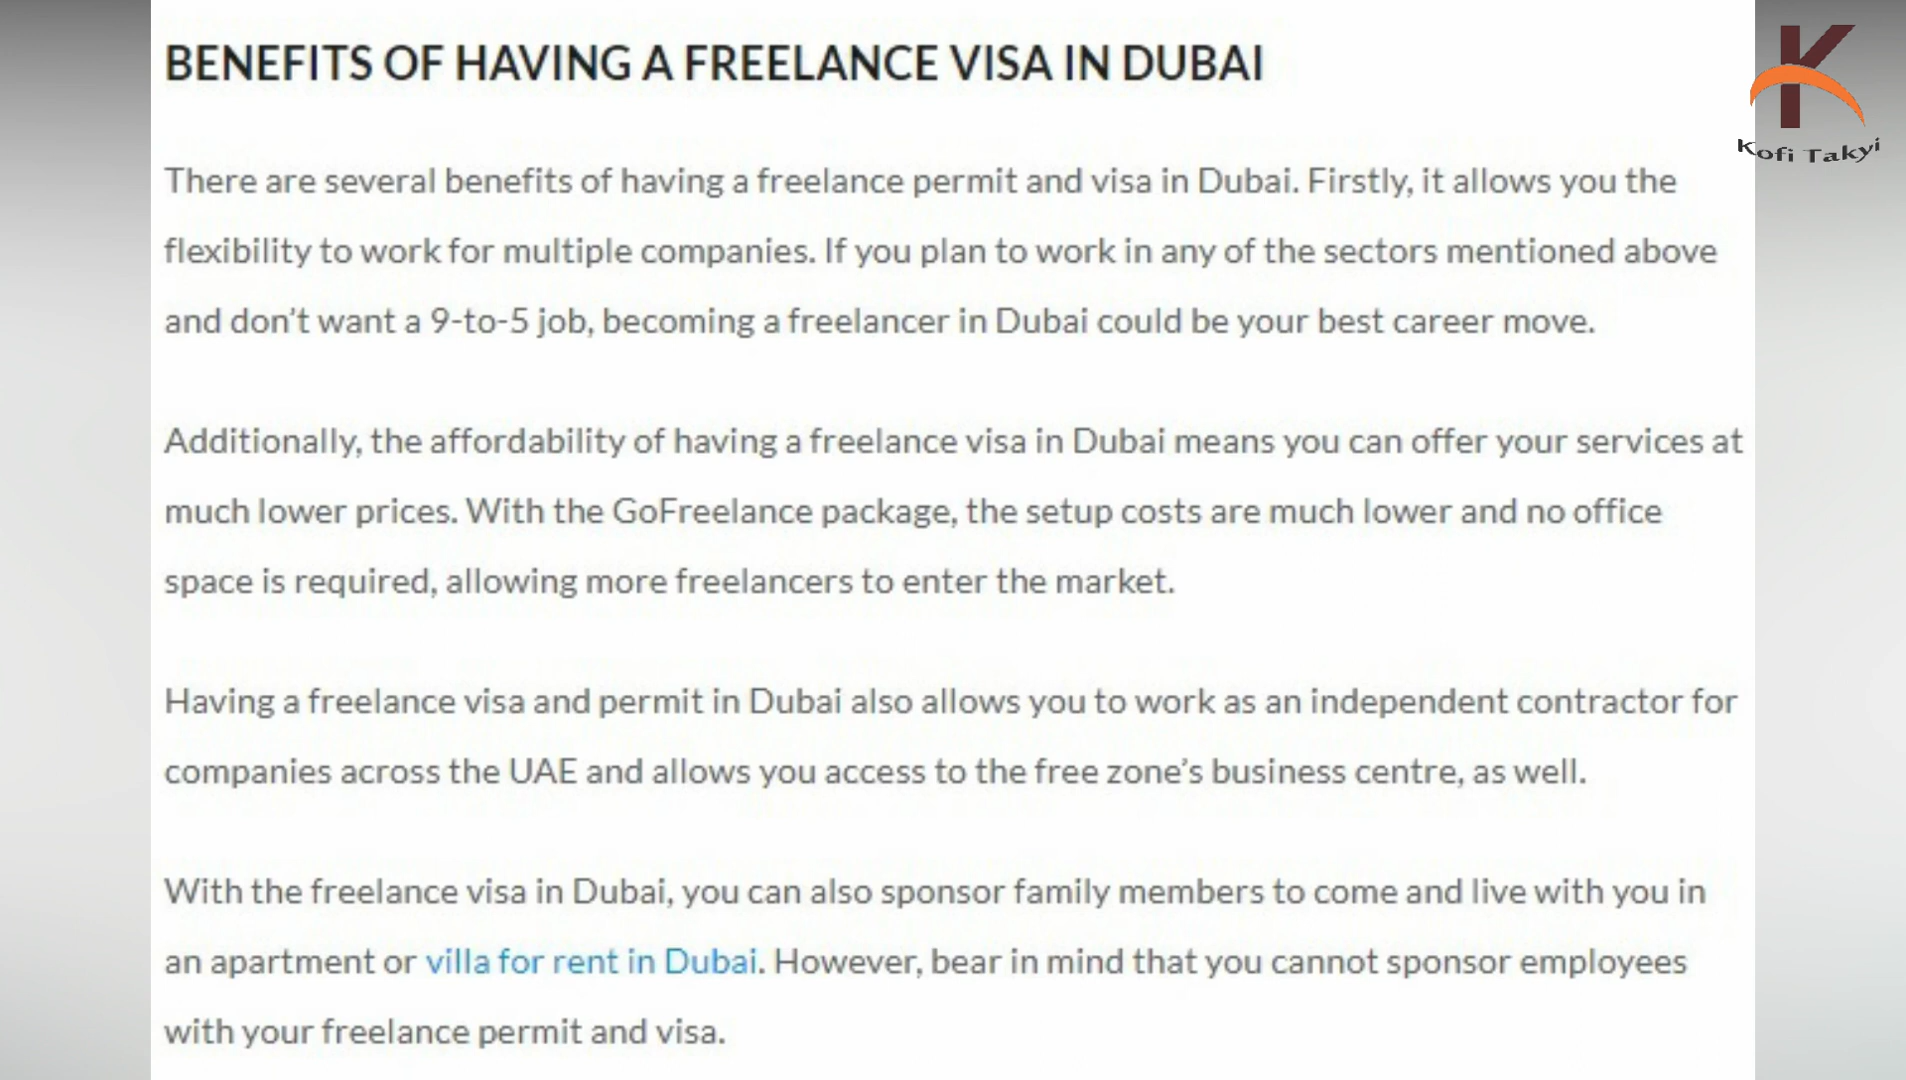 BENEFITS OF HAVING A FREELANCE VISA IN DUBAI
Kofi Takyi
There are several benefits of having a freelance permit and visa in Dubai. Firstly, it allows you the
flexibility to work for multiple companies. If you plan to work in any of the sectors mentioned above
and don't want a 9-to-5 job, becoming a freelancer in Dubai could be your best career move.
Additionally, the affordability of having a freelance visa in Dubai means you can offer your services at
much lower prices. With the GoFreelance package, the setup costs are much lower and no office
space is required, allowing more freelancers to enter the market.
Having a freelance visa and permit in Dubai also allows you to work as an independent contractor for
companies across the UAE and allows you access to the free zone's business centre, as well.
With the freelance visa in Dubai, you can also sponsor family members to come and live with you in
an apartment or villa for rent in Dubai. However, bear in mind that you cannot sponsor employees
with your freelance permit and visa.